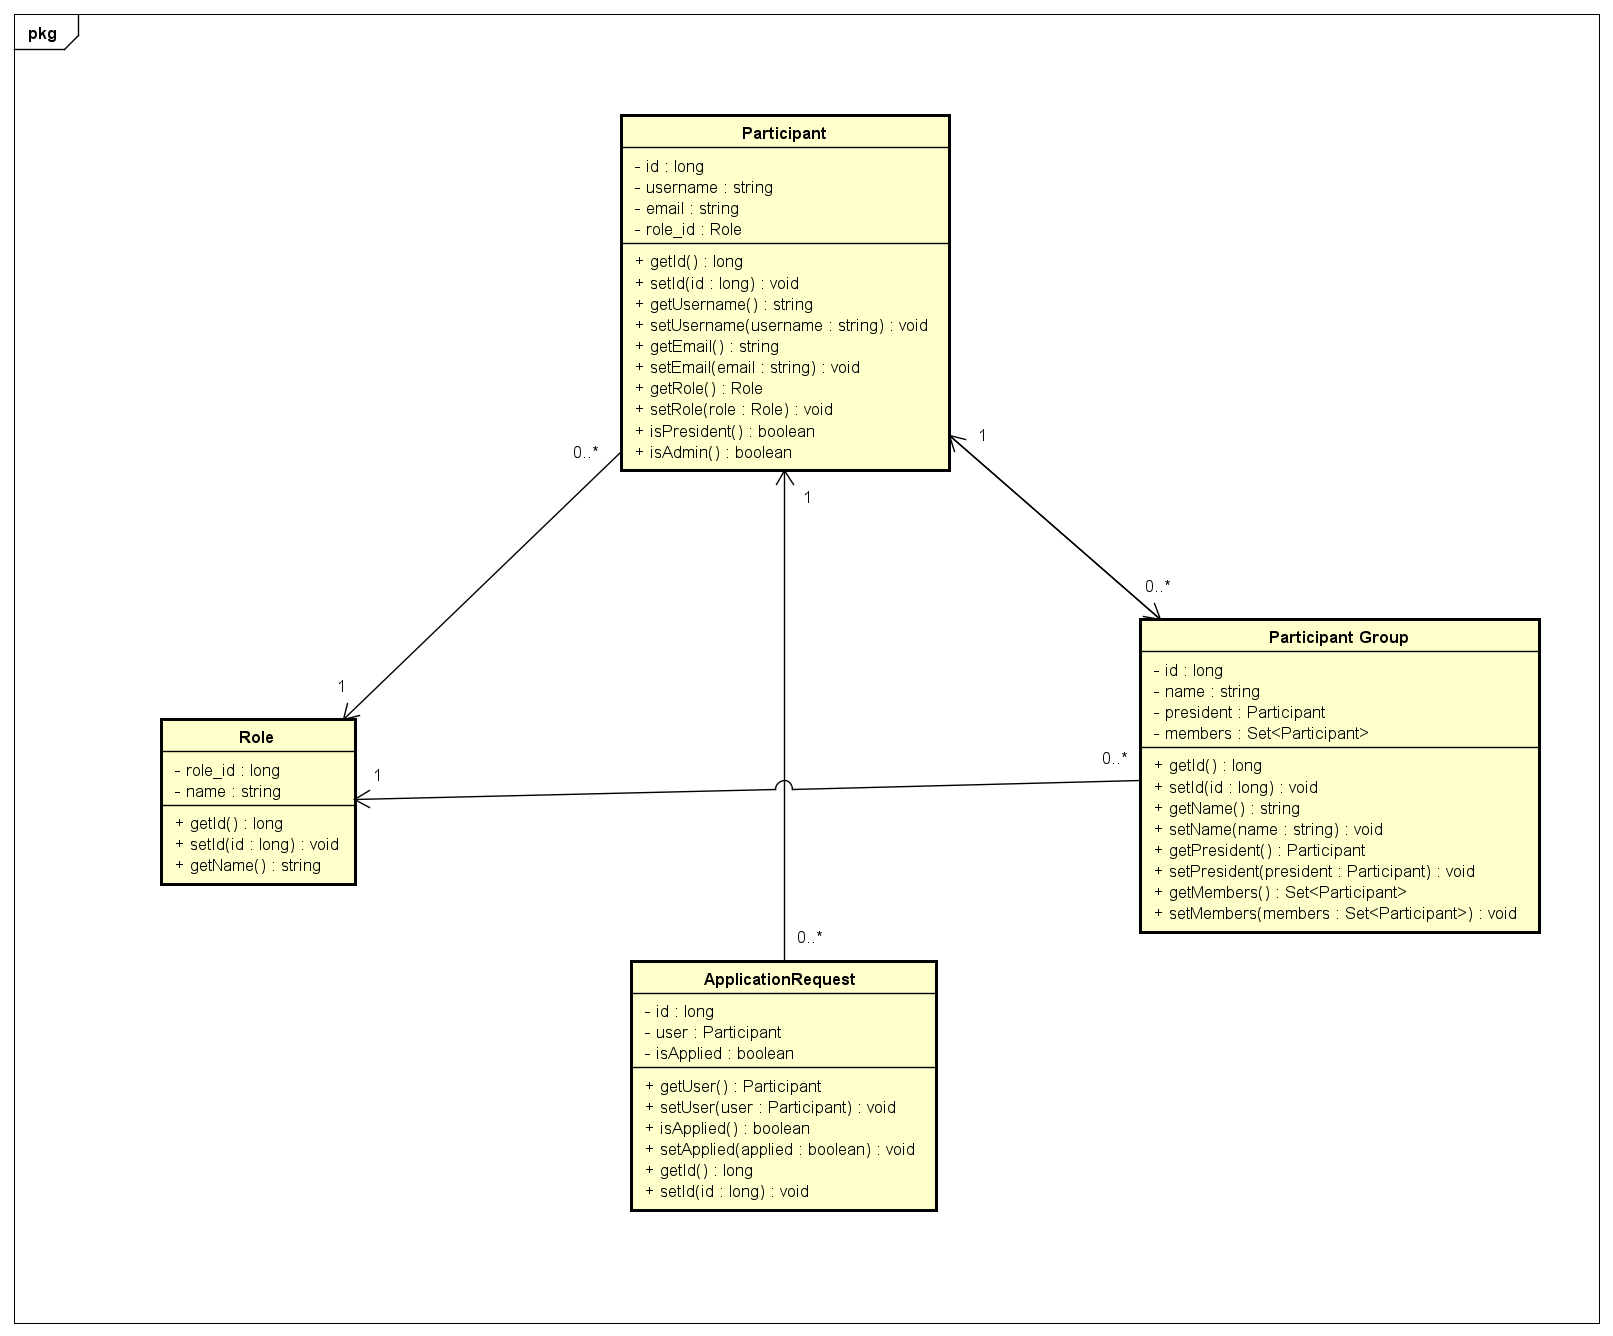 pkg
Participant
- id : long
- username : string
- email : string
- role_id : Role
+ getId() : long
+ setId(id : long) : void
+ getUsername() : string
+ setUsername(username : string) : void
+ getEmail() : string
+ setEmail(email : string) : void
+ getRole() : Role
+ setRole(role : Role) : void
+ isPresident() : boolean
+ isAdmin() : boolean
0..*
1
1
1
0..*
Participant Group
- id : long
- name : string
- president : Participant
- members : Set<Participant>
+ getId() : long
+ setId(id : long) : void
+ getName() : string
+ setName(name : string) : void
+ getPresident() : Participant
+ setPresident(president : Participant) : void
+ getMembers() : Set<Participant>
+ setMembers(members : Set<Participant>) : void
Role
- role_id : long
- name : string
+ getId() : long
+ setId(id : long) : void
+ getName() : string
1
0..*
0..*
ApplicationRequest
- id : long
- user : Participant
- isApplied : boolean
+ getUser() : Participant
+ setUser(user : Participant) : void
+ isApplied() : boolean
+ setApplied(applied : boolean) : void
+ getId() : long
+ setId(id : long) : void